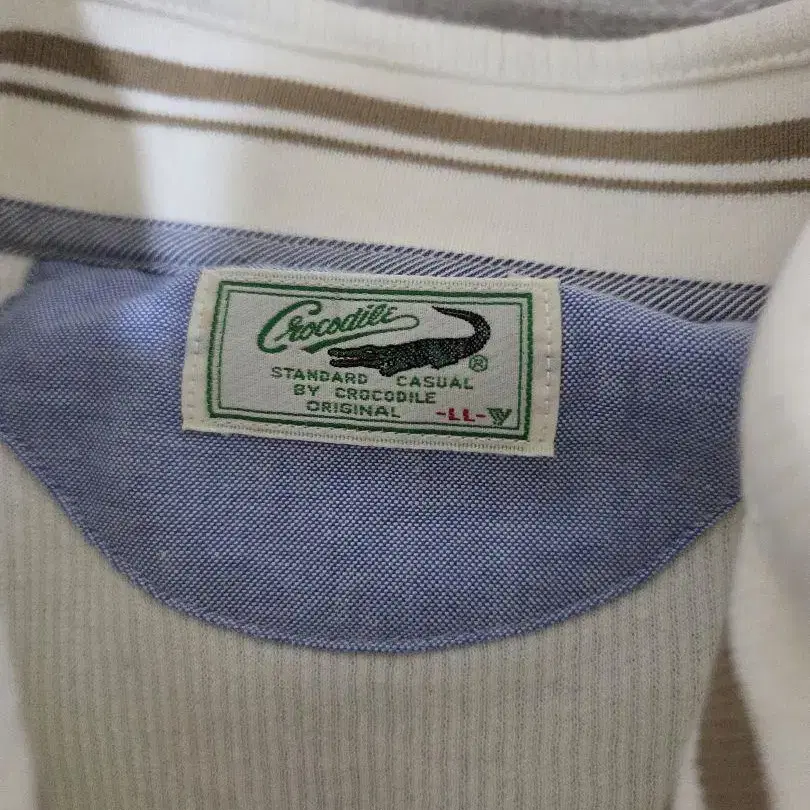 Crocodile
®
STANDARD CASUAL
BY CROCODILE
ORIGINAL -LL-